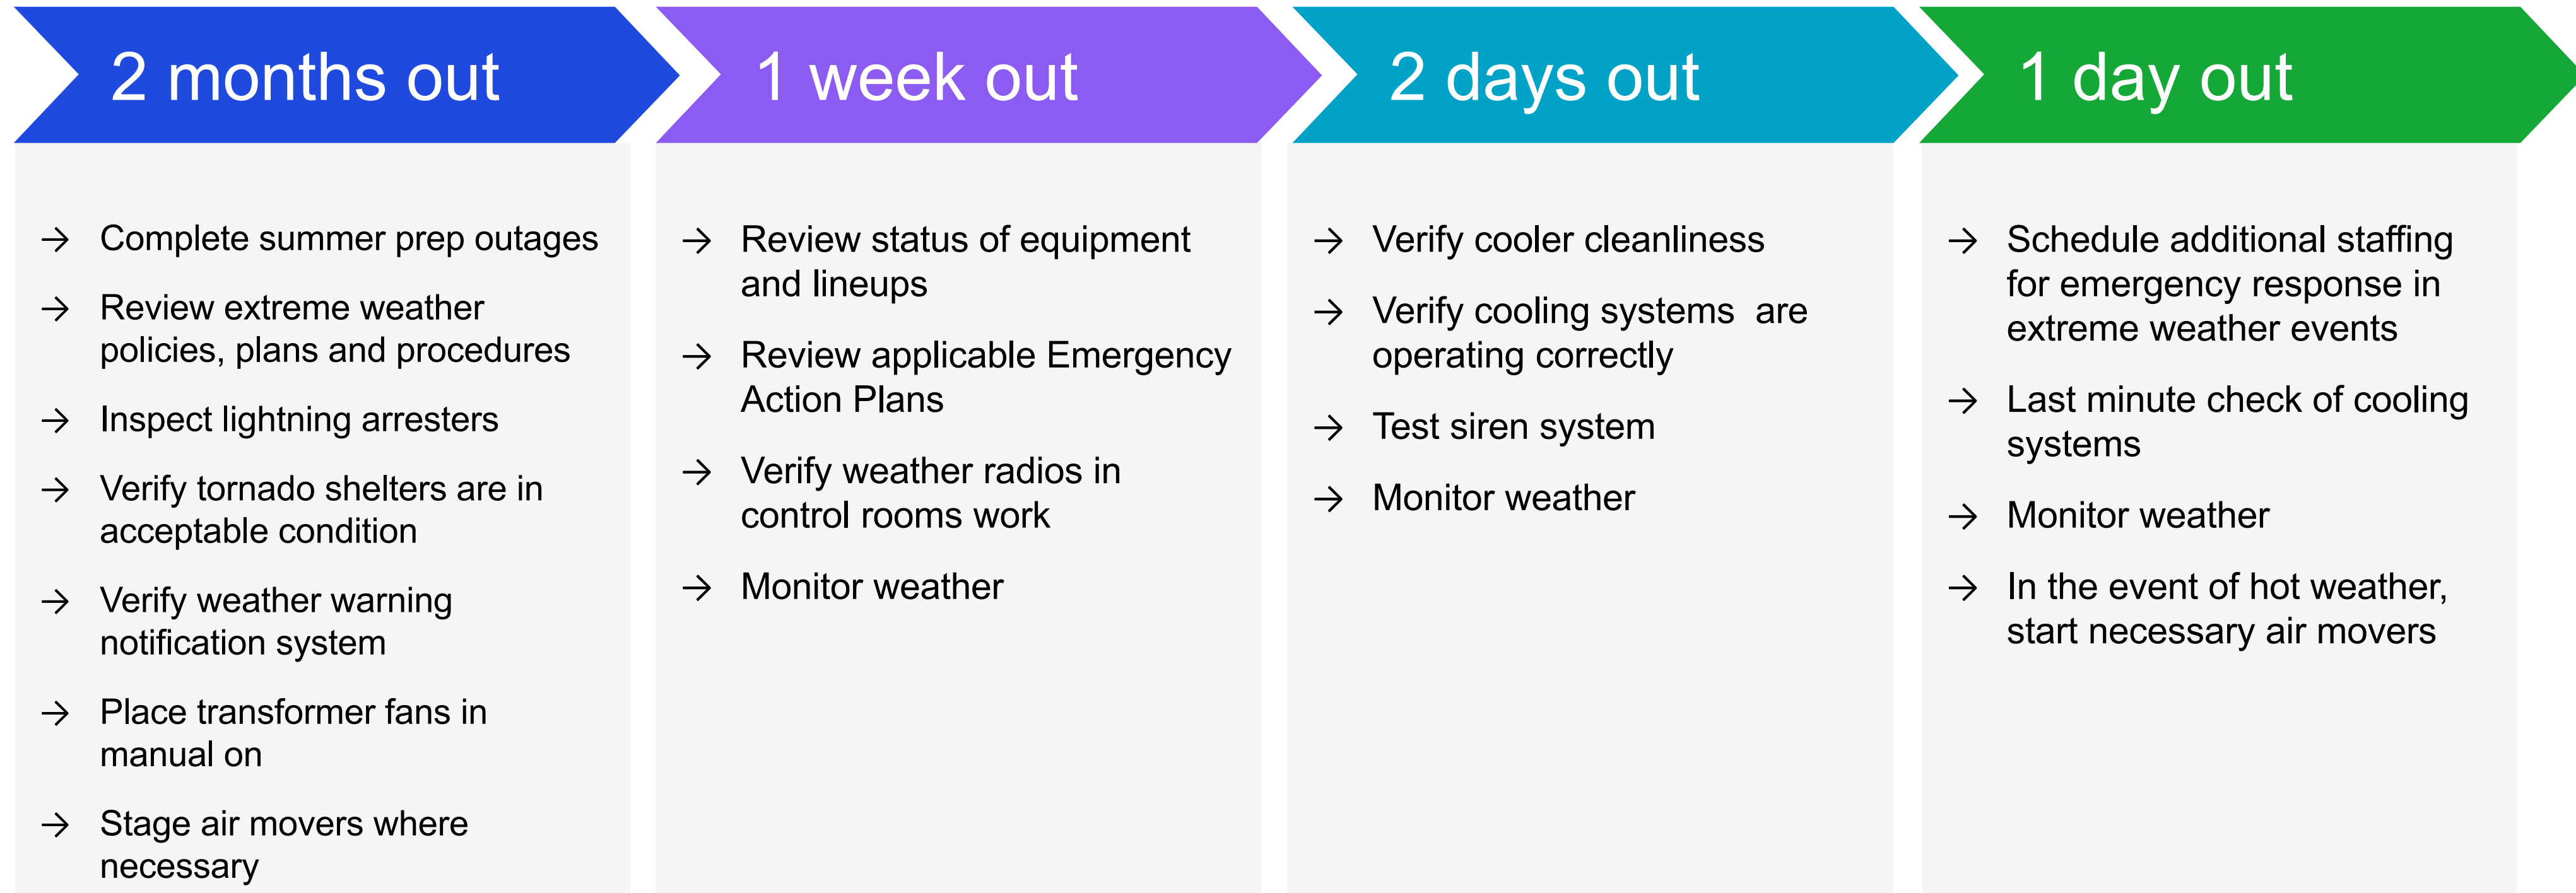 2 months out
→ Complete summer prep outages
→ Review extreme weather
policies, plans and procedures
→ Inspect lightning arresters
→ Verify tornado shelters are in
acceptable condition
→ Verify weather warning
notification system
→ Place transformer fans in
manual on
→ Stage air movers where
necessary
1 week out
→ Review status of equipment
and lineups
→ Review applicable Emergency
Action Plans
→ Verify weather radios in
control rooms work
→ Monitor weather
2 days out
→ Verify cooler cleanliness
→ Verify cooling systems  are
operating correctly
→ Test siren system
→ Monitor weather
1 day out
→ Schedule additional staffing
for emergency response in
extreme weather events
→ Last minute check of cooling
systems
→ Monitor weather
→ In the event of hot weather,
start necessary air movers